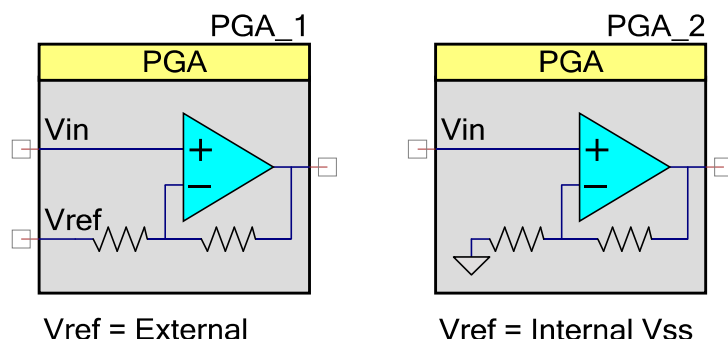 PGA_1
PGA
Vin
+
−
Vref
Vref = External
PGA_2
PGA
Vin
+
−
Vref = Internal Vss